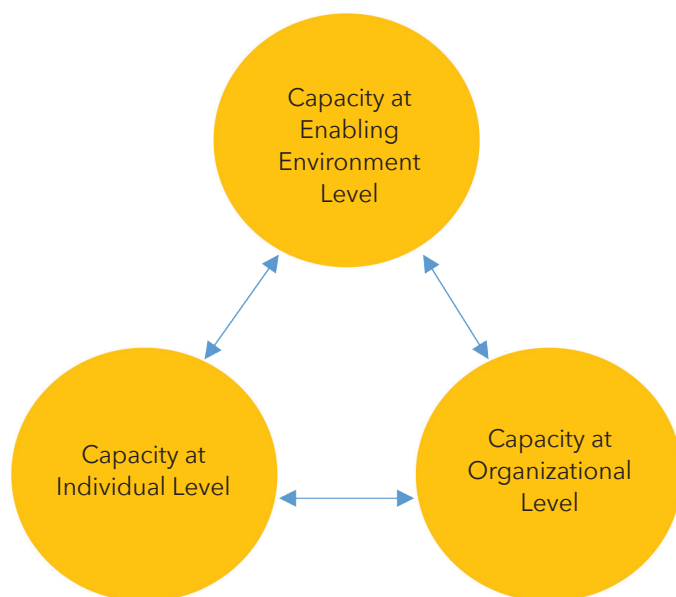 Capacity at
Enabling
Environment
Level
Capacity at
Individual Level
Capacity at
Organizational
Level